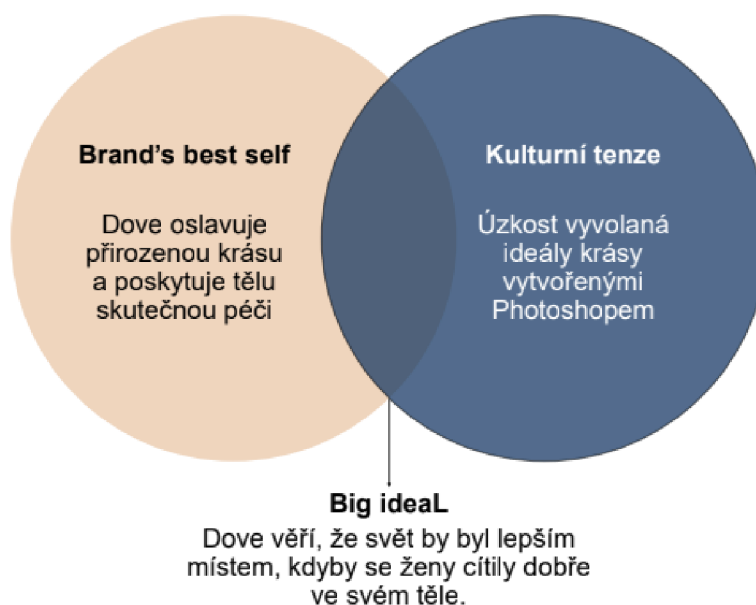 Brand's best self
Dove oslavuje
přirozenou krásu
a poskytuje tělu
skutečnou péči
Kulturní tenze
Úzkost vyvolaná
ideály krásy
vytvořenými
Photoshopem
Big ideaL
Dove věří, že svět by byl lepším
místem, kdyby se ženy cítily dobře
ve svém těle.